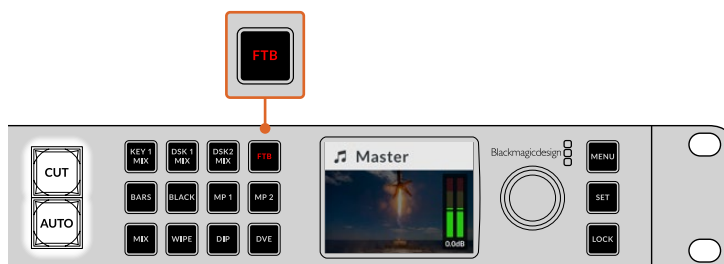 FTB
CUT
AUTO
KEY 1
MIX
DSK 1
MIX
DSK2
MIX
FTB
BARS
BLACK
MP 1
MP 2
MIX
WIPE
DIP
DVE
Master
0.0dB
Blackmagicdesign
MENU
SET
LOCK